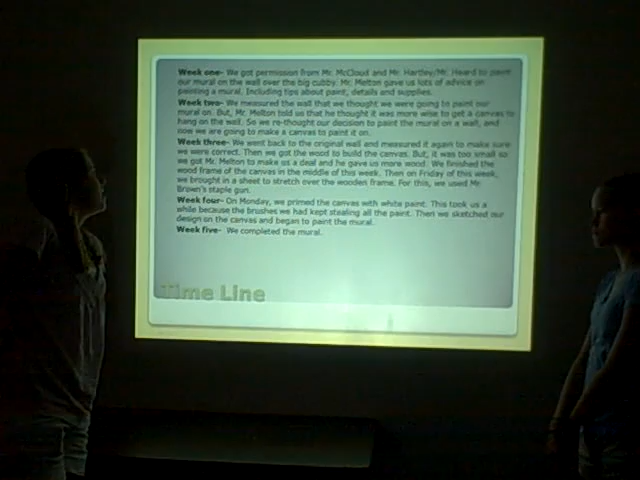 Week one- We got permission from Mr. McCloud and Mr. Hartley/Mr. Heard to paint
our mural on the wall over the big cubby. Mr. Melton gave us lots of advice on
painting a mural. Including tips about paint, details and supplies.
Week two- We measured the wall that we thought we were going to paint our
mural on. But, Mr. Melton told us that he thought it was more wise to get a canvas to
hang on the wall. So we re-thought our decision to paint the mural on a wall, and
now we are going to make a canvas to paint it on.
Week three- We went back to the original wall and measured it again to make sure
we were correct. Then we got the wood to build the canvas. But, it was too small so
we got Mr. Melton to make us a deal and he gave us more wood. We finished the
wood frame of the canvas in the middle of this week. Then on Friday of this week,
we brought in a sheet to stretch over the wooden frame. For this, we used Mr.
Brown's staple gun.
Week four- On Monday, we primed the canvas with white paint. This took us a
while because the brushes we had kept stealing all the paint. Then we sketched our
design on the canvas and began to paint the mural.
Week five- We completed the mural.
Time Line